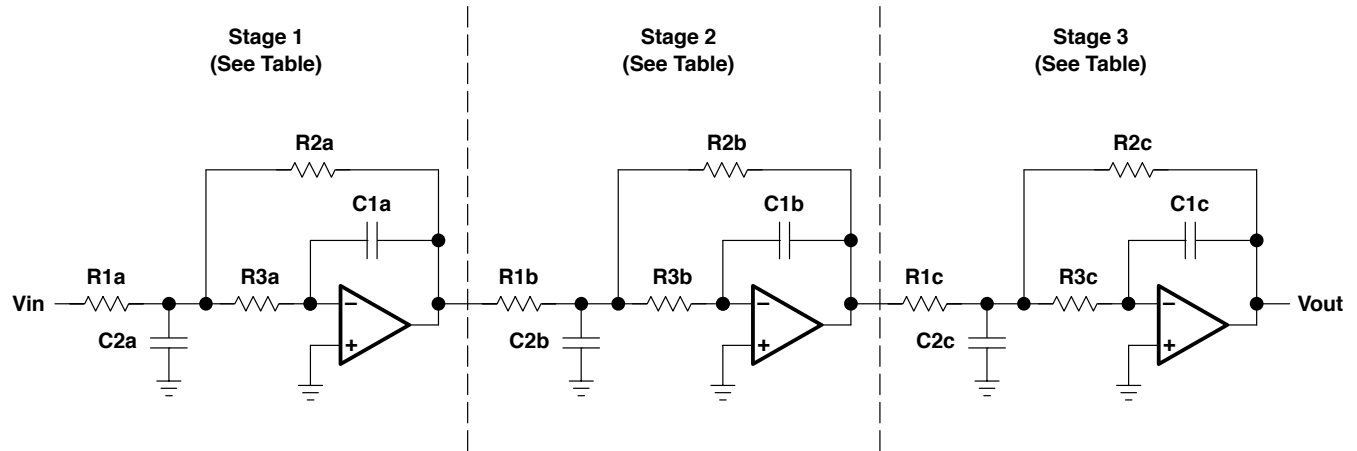 Stage 1
(See Table)
Stage 2
(See Table)
Stage 3
(See Table)
R2a
R2b
R2c
C1a
C1b
C1c
R1a
R3a
R1b
R3b
R1c
R3c
Vin
−
−
−
Vout
C2a
+
C2b
+
C2c
+